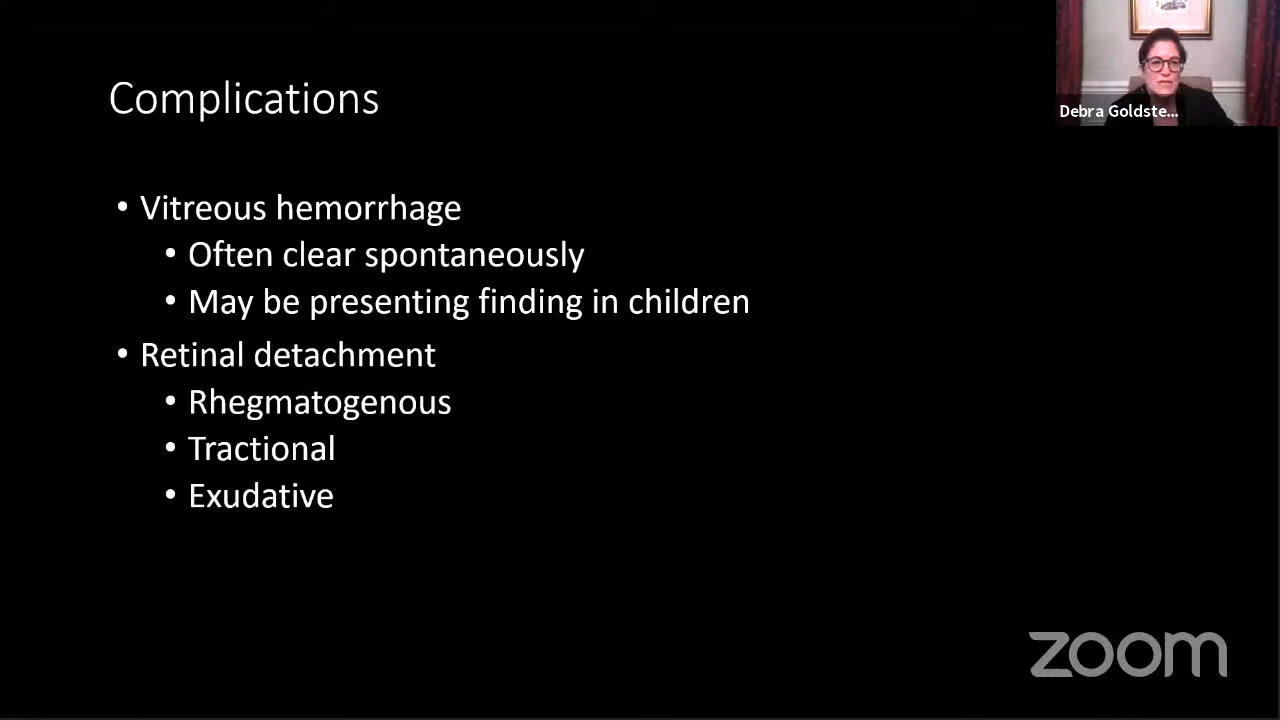 Complications
• Vitreous hemorrhage
• Often clear spontaneously
• May be presenting finding in children
• Retinal detachment
• Rhegmatogenous
• Tractional
• Exudative
Debra Goldste...
zoom